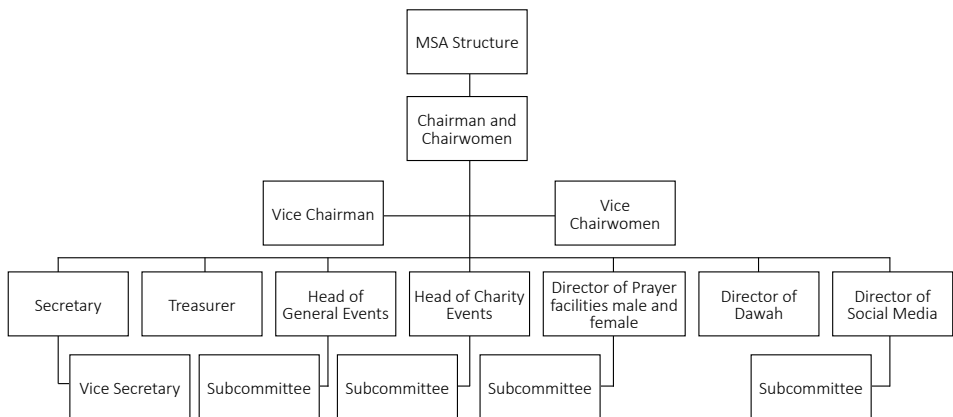 MSA Structure
Chairman and
Chairwomen
Vice Chairman
Vice
Chairwomen
Secretary
Treasurer
Head of
General Events
Head of Charity
Events
Director of Prayer
facilities male and
female
Director of
Dawah
Director of
Social Media
Vice Secretary
Subcommittee
Subcommittee
Subcommittee
Subcommittee